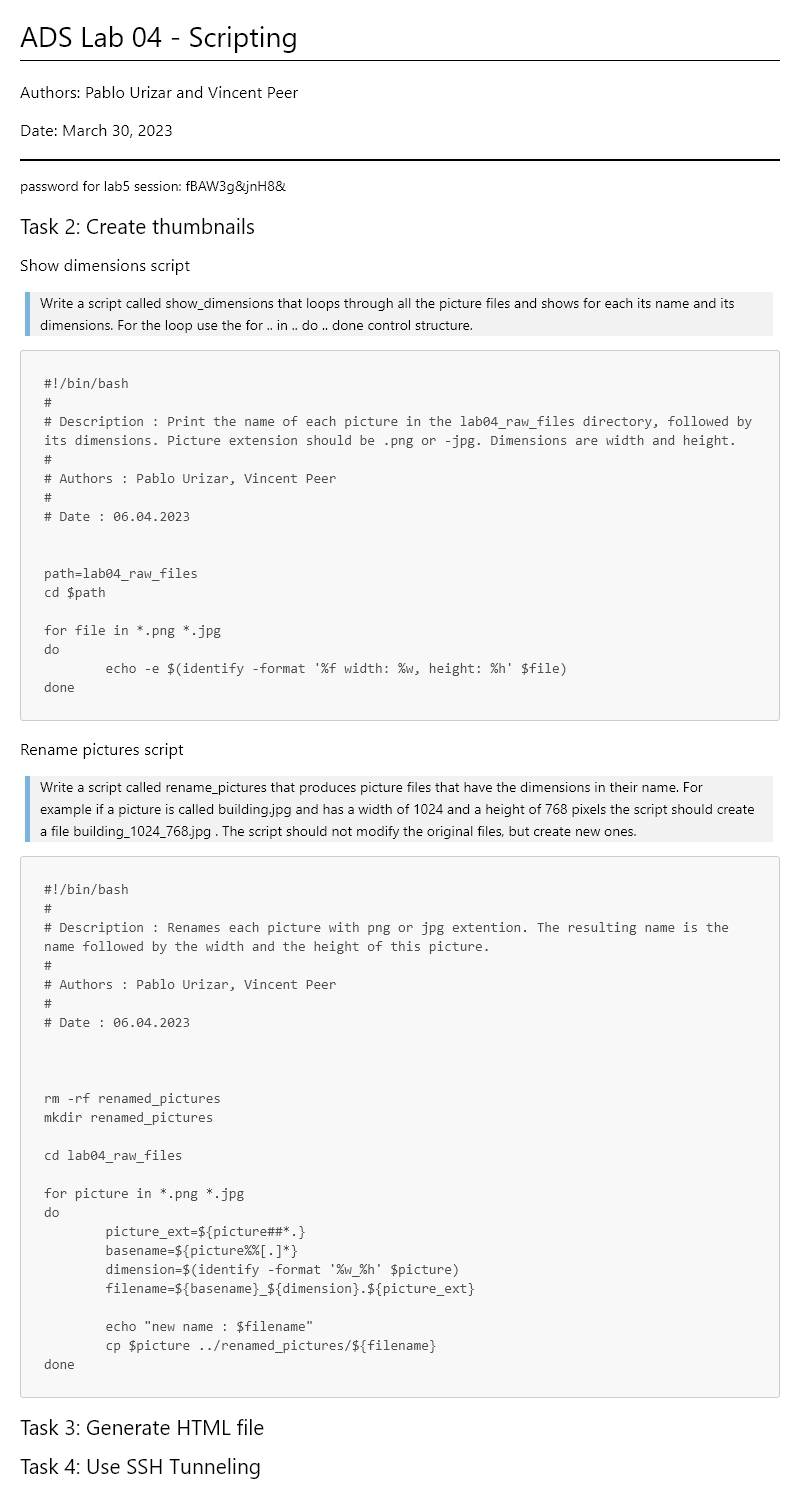 ADS Lab 04 - Scripting
Authors: Pablo Urizar and Vincent Peer
Date: March 30, 2023
password for lab5 session: fBAW3g&jnH8&
Task 2: Create thumbnails
Show dimensions script
Write a script called show_dimensions that loops through all the picture files and shows for each its name and its
dimensions. For the loop use the for .. in .. do .. done control structure.
#!/bin/bash
#
# Description : Print the name of each picture in the lab04_raw_files directory, followed by
its dimensions. Picture extension should be .png or -jpg. Dimensions are width and height.
#
# Authors : Pablo Urizar, Vincent Peer
#
# Date : 06.04.2023
path=lab04_raw_files
cd $path
for file in *.png *.jpg
do
        echo -e $(identify -format '%f width: %w, height: %h' $file)
done
Rename pictures script
Write a script called rename_pictures that produces picture files that have the dimensions in their name. For
example if a picture is called building.jpg and has a width of 1024 and a height of 768 pixels the script should create
a file building_1024_768.jpg . The script should not modify the original files, but create new ones.
#!/bin/bash
#
# Description : Renames each picture with png or jpg extention. The resulting name is the
name followed by the width and the height of this picture.
#
# Authors : Pablo Urizar, Vincent Peer
#
# Date : 06.04.2023
rm -rf renamed_pictures
mkdir renamed_pictures
cd lab04_raw_files
for picture in *.png *.jpg
do
        picture_ext=${picture##*.}
        basename=${picture%%[.]*}
        dimension=$(identify -format '%w_%h' $picture)
        filename=${basename}_${dimension}.${picture_ext}
        echo "new name : $filename"
        cp $picture ../renamed_pictures/${filename}
done
Task 3: Generate HTML file
Task 4: Use SSH Tunneling